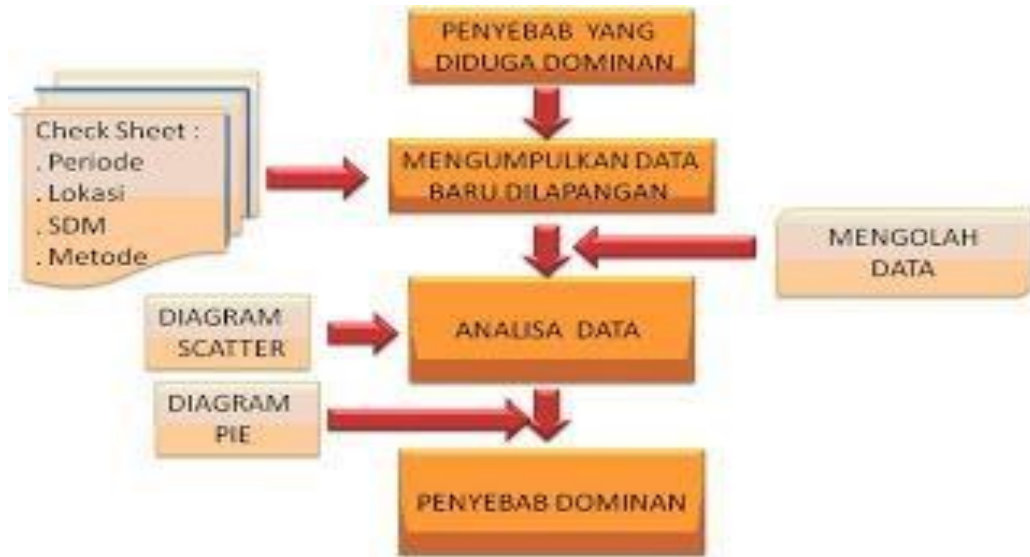 PENYEBAB YANG
DIDUGA DOMINAN
Check Sheet :
. Periode
. Lokasi
. SDM
. Metode
MENGUMPULKAN DATA
BARU DILAPANGAN
MENGOLAH
DATA
DIAGRAM
SCATTER
ANALISA DATA
DIAGRAM
PIE
PENYEBAB DOMINAN